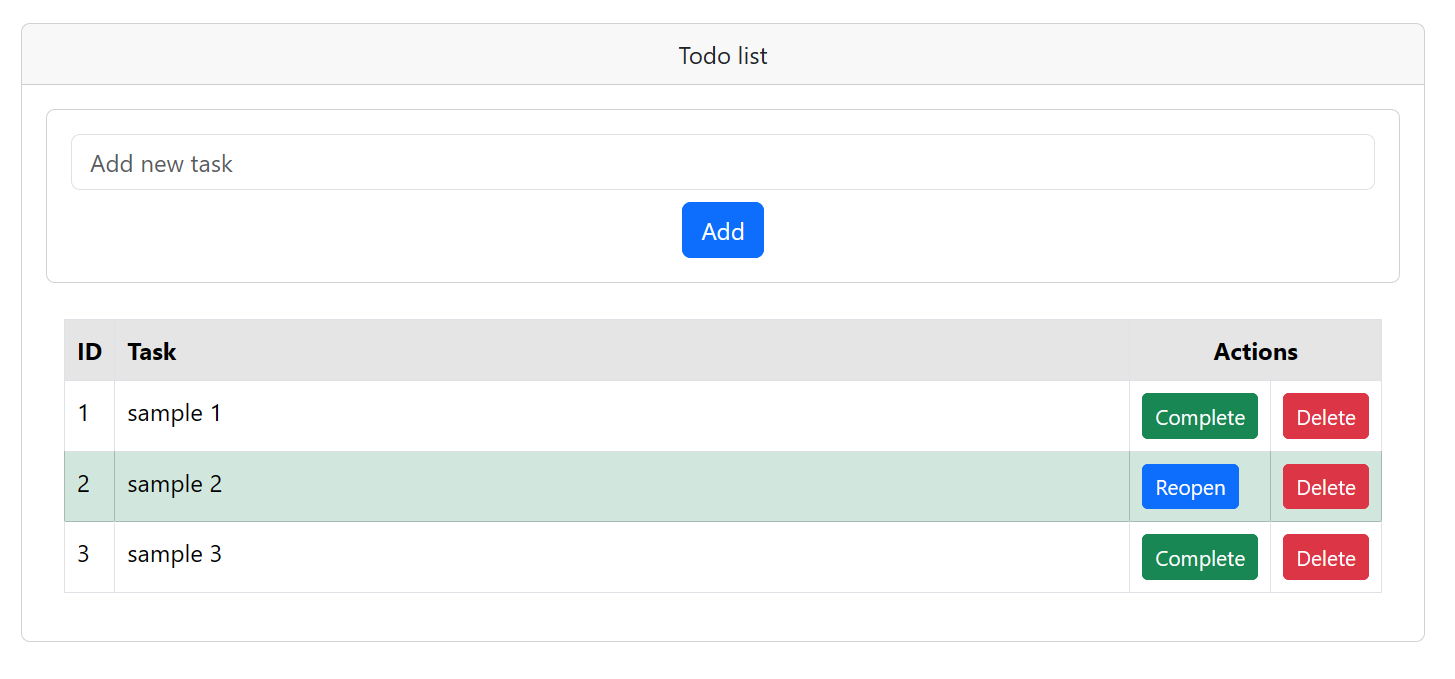 Todo list
Add new task
Add
ID Task Actions
1 sample 1 Complete Delete
2 sample 2 Reopen Delete
3 sample 3 Complete Delete